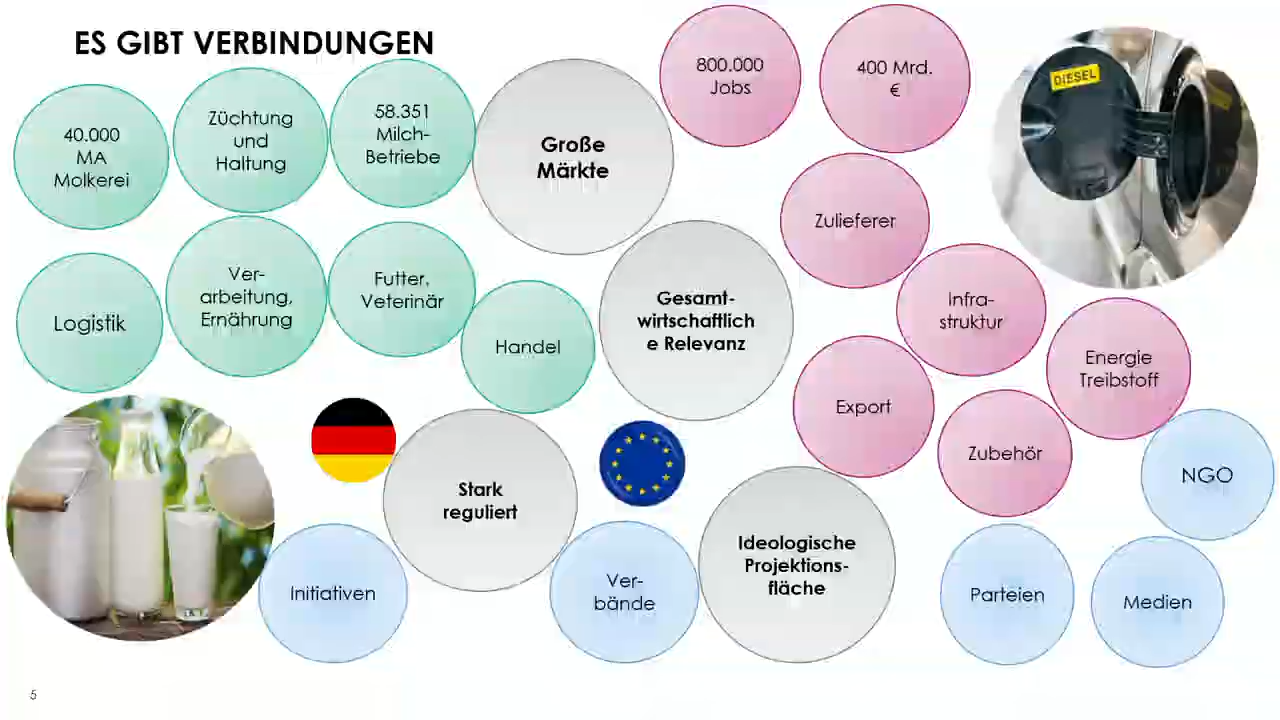 ES GIBT VERBINDUNGEN
40.000
MA
Molkerei
Züchtung
und
Haltung
58.351
Milch-
Betriebe
Große
Märkte
800.000
Jobs
400 Mrd.
€
DIESEL
Zulieferer
Logistik
Ver-
arbeitung,
Ernährung
Futter,
Veterinär
Handel
Gesamt-
wirtschaftlich
e Relevanz
Infra-
struktur
Energie
Treibstoff
Export
Zubehör
NGO
Stark
reguliert
Ideologische
Projektions-
fläche
Initiativen
Ver-
bände
Parteien
Medien
5